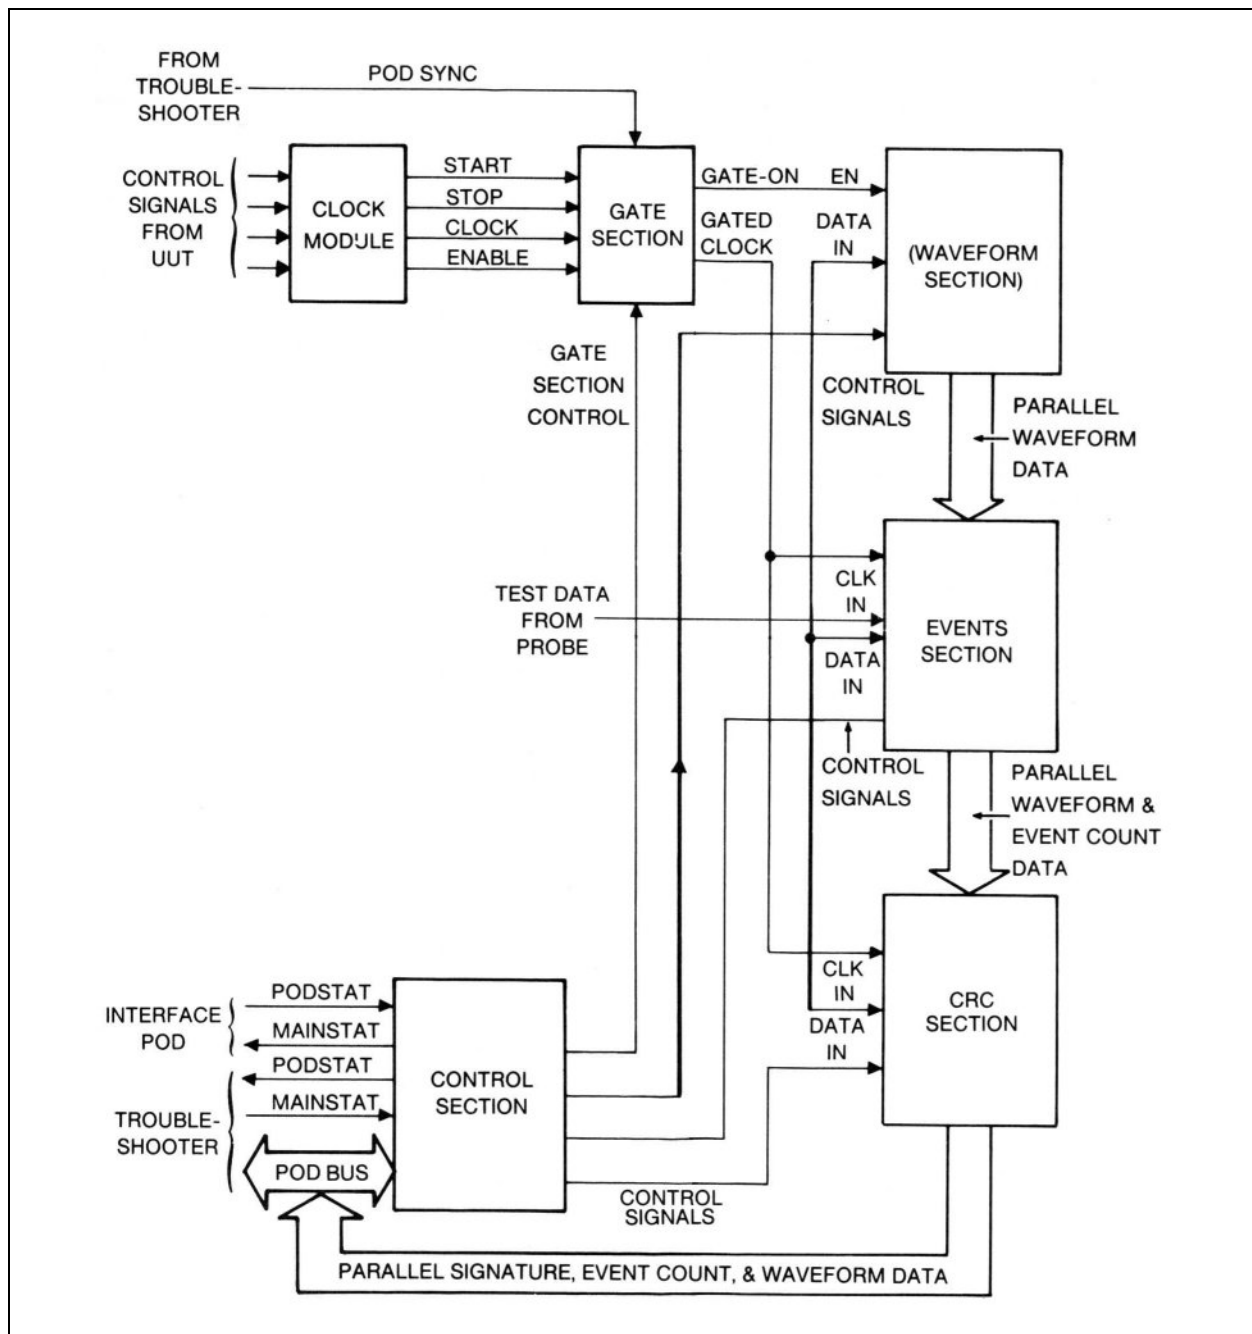 FROM
TROUBLE-
SHOOTER
POD SYNC
CONTROL
SIGNALS
FROM
UUT
CLOCK
MODULE
START
STOP
CLOCK
ENABLE
GATE
SECTION
GATE-ON
EN
GATED
CLOCK
DATA
IN
(WAVEFORM
SECTION)
GATE
SECTION
CONTROL
CONTROL
SIGNALS
PARALLEL
WAVEFORM
DATA
TEST DATA
FROM
PROBE
CLK
IN
DATA
IN
EVENTS
SECTION
CONTROL
SIGNALS
PARALLEL
WAVEFORM &
EVENT COUNT
DATA
INTERFACE
POD
PODSTAT
MAINSTAT
TROUBLE-
SHOOTER
PODSTAT
MAINSTAT
POD BUS
CONTROL
SECTION
CLK
IN
DATA
IN
CRC
SECTION
CONTROL
SIGNALS
PARALLEL SIGNATURE, EVENT COUNT, & WAVEFORM DATA